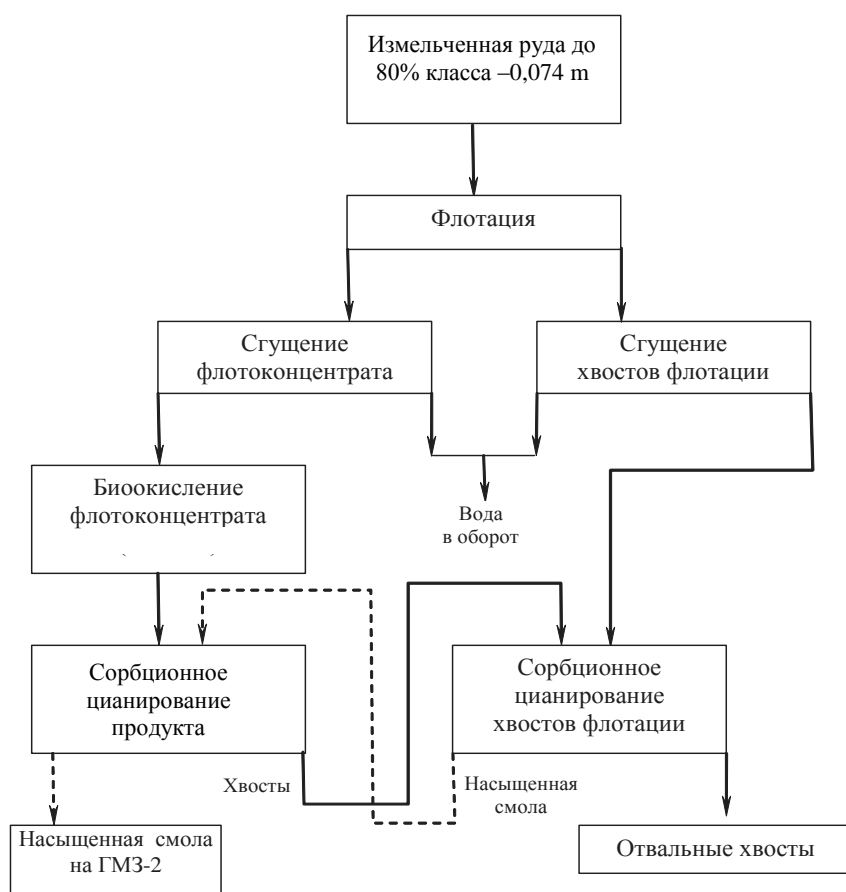 Измельченная руда до
80% класса –0,074 m
Флотация
Сгущение
флотоконцентрата
Сгущение
хвостов флотации
Биоокисление
флотоконцентрата
Вода
в оборот
Сорбционное
цианирование
продукта
Сорбционное
цианирование
хвостов флотации
Хвосты
Насыщенная
смола
Насыщенная смола
на ГМЗ-2
Отвальные хвосты